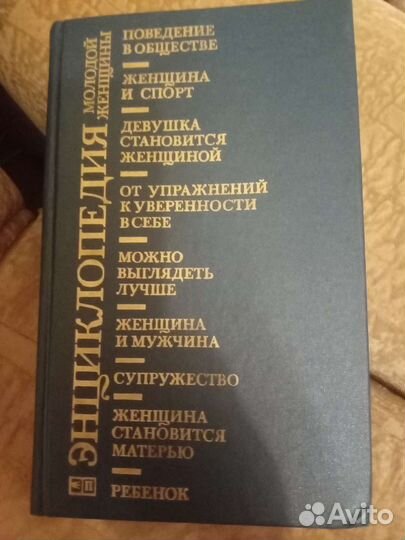 ЭНЦИКЛОПЕДИЯ
МОЛОДОЙ
ЖЕНЩИНЫ
ПОВЕДЕНИЕ
В ОБЩЕСТВЕ
ЖЕНЩИНА
И СПОРТ
ДЕВУШКА
СТАНОВИТСЯ
ЖЕНЩИНОЙ
ОТ УПРАЖНЕНИЙ
К УВЕРЕННОСТИ
В СЕБЕ
МОЖНО
ВЫГЛЯДЕТЬ
ЛУЧШЕ
ЖЕНЩИНА
И МУЖЧИНА
СУПРУЖЕСТВО
ЖЕНЩИНА
СТАНОВИТСЯ
МАТЕРЬЮ
РЕБЕНОК
Avito